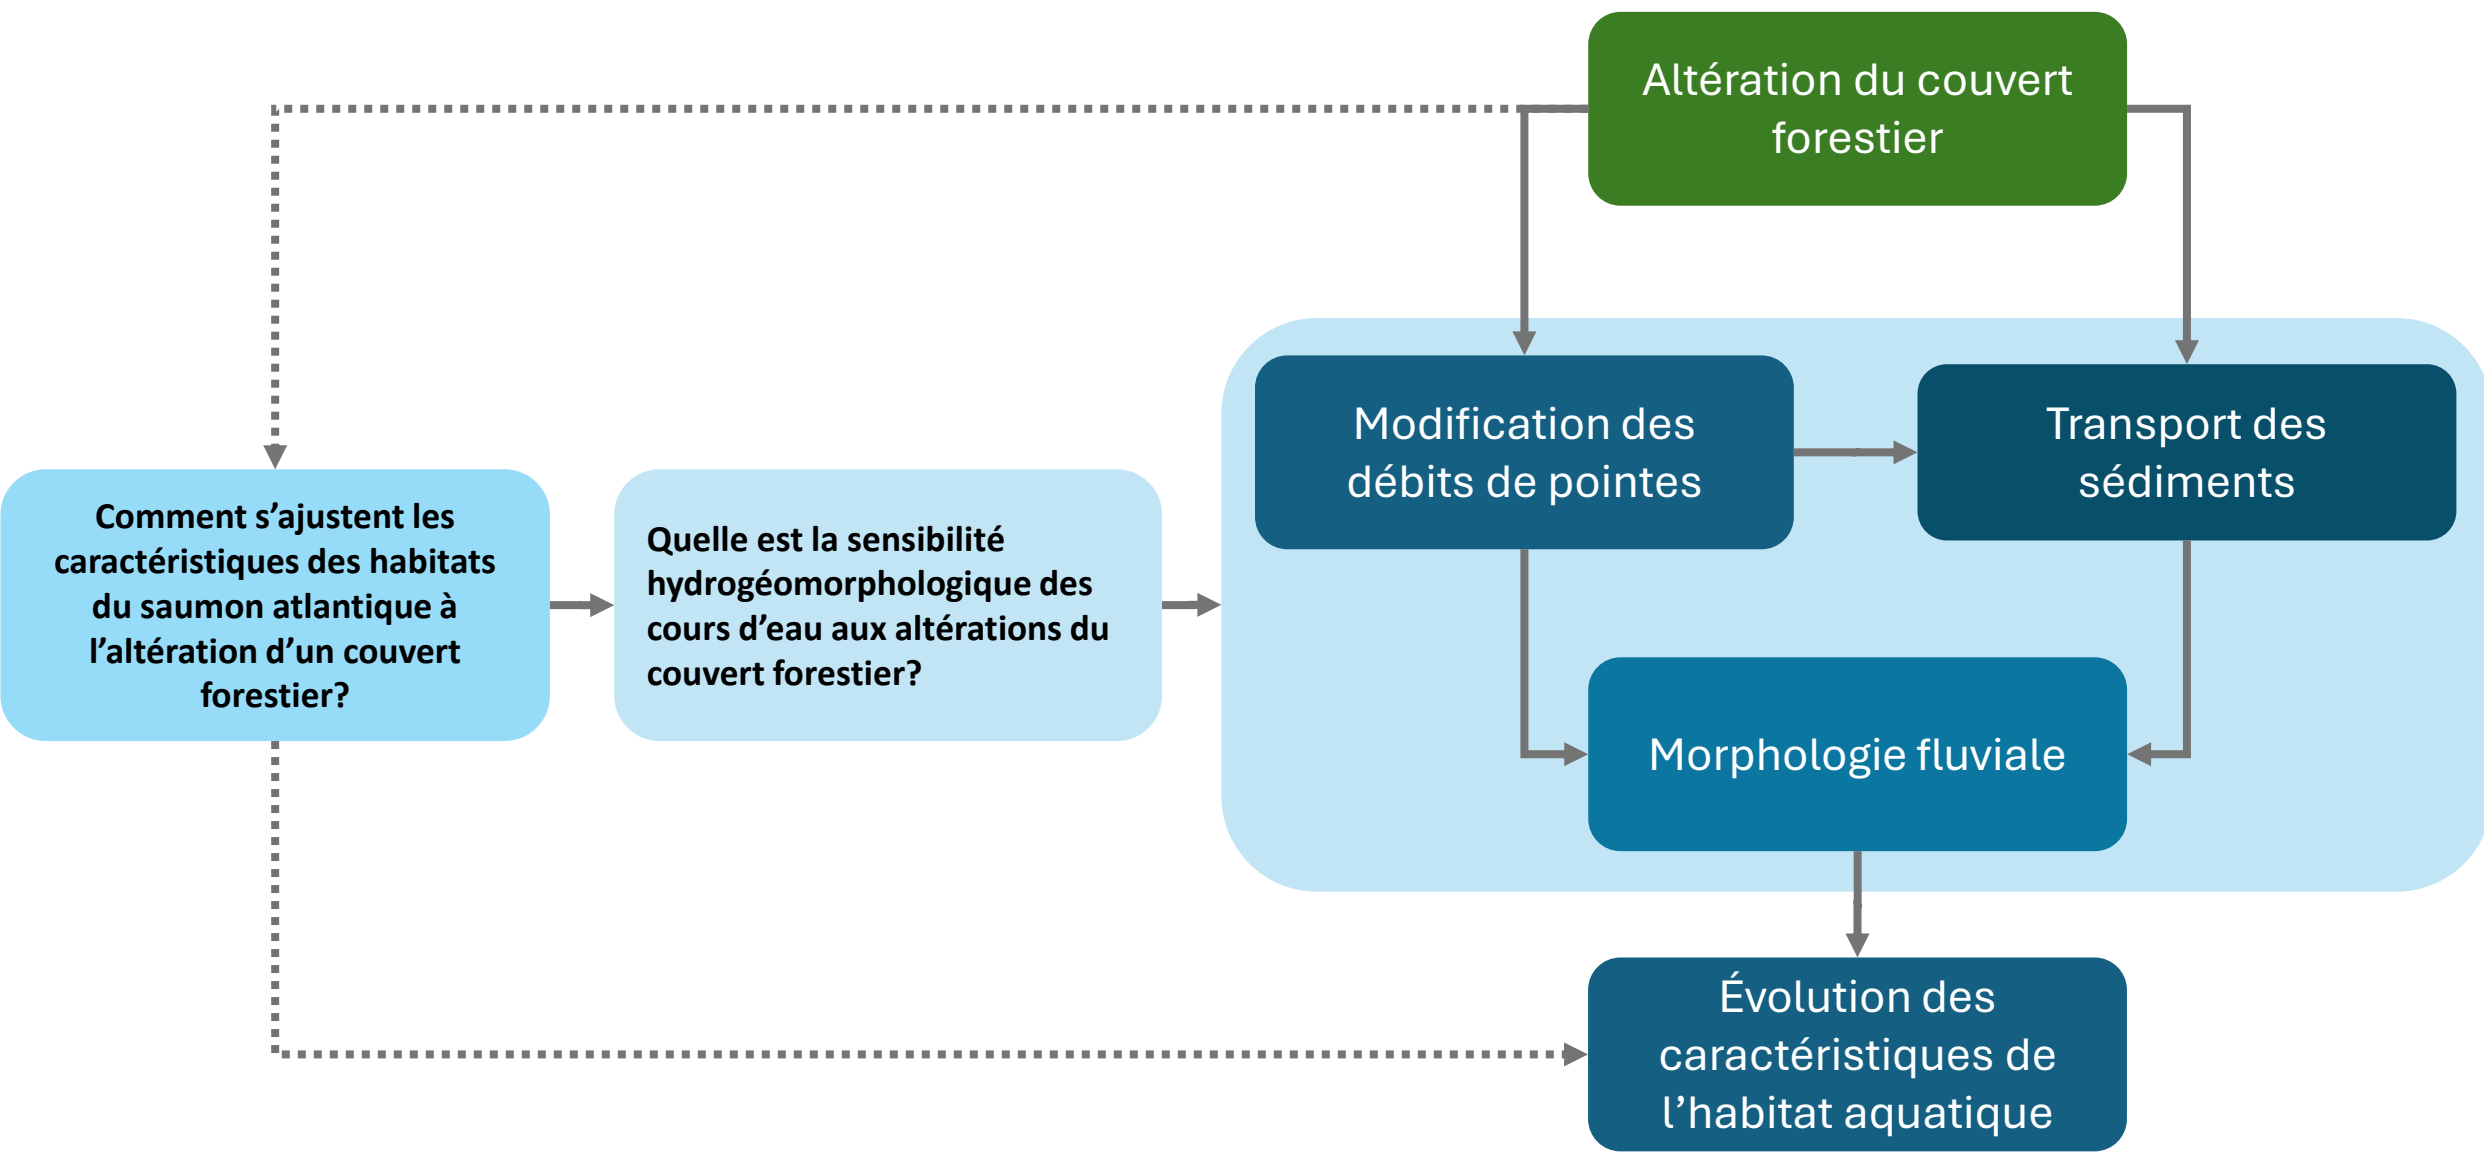 Altération du couvert
forestier
Modification des
débits de pointes
Transport des
sédiments
Comment s’ajustent les
caractéristiques des habitats
du saumon atlantique à
l’altération d’un couvert
forestier?
Quelle est la sensibilité
hydrogéomorphologique des
cours d’eau aux altérations du
couvert forestier?
Morphologie fluviale
Évolution des
caractéristiques de
l’habitat aquatique